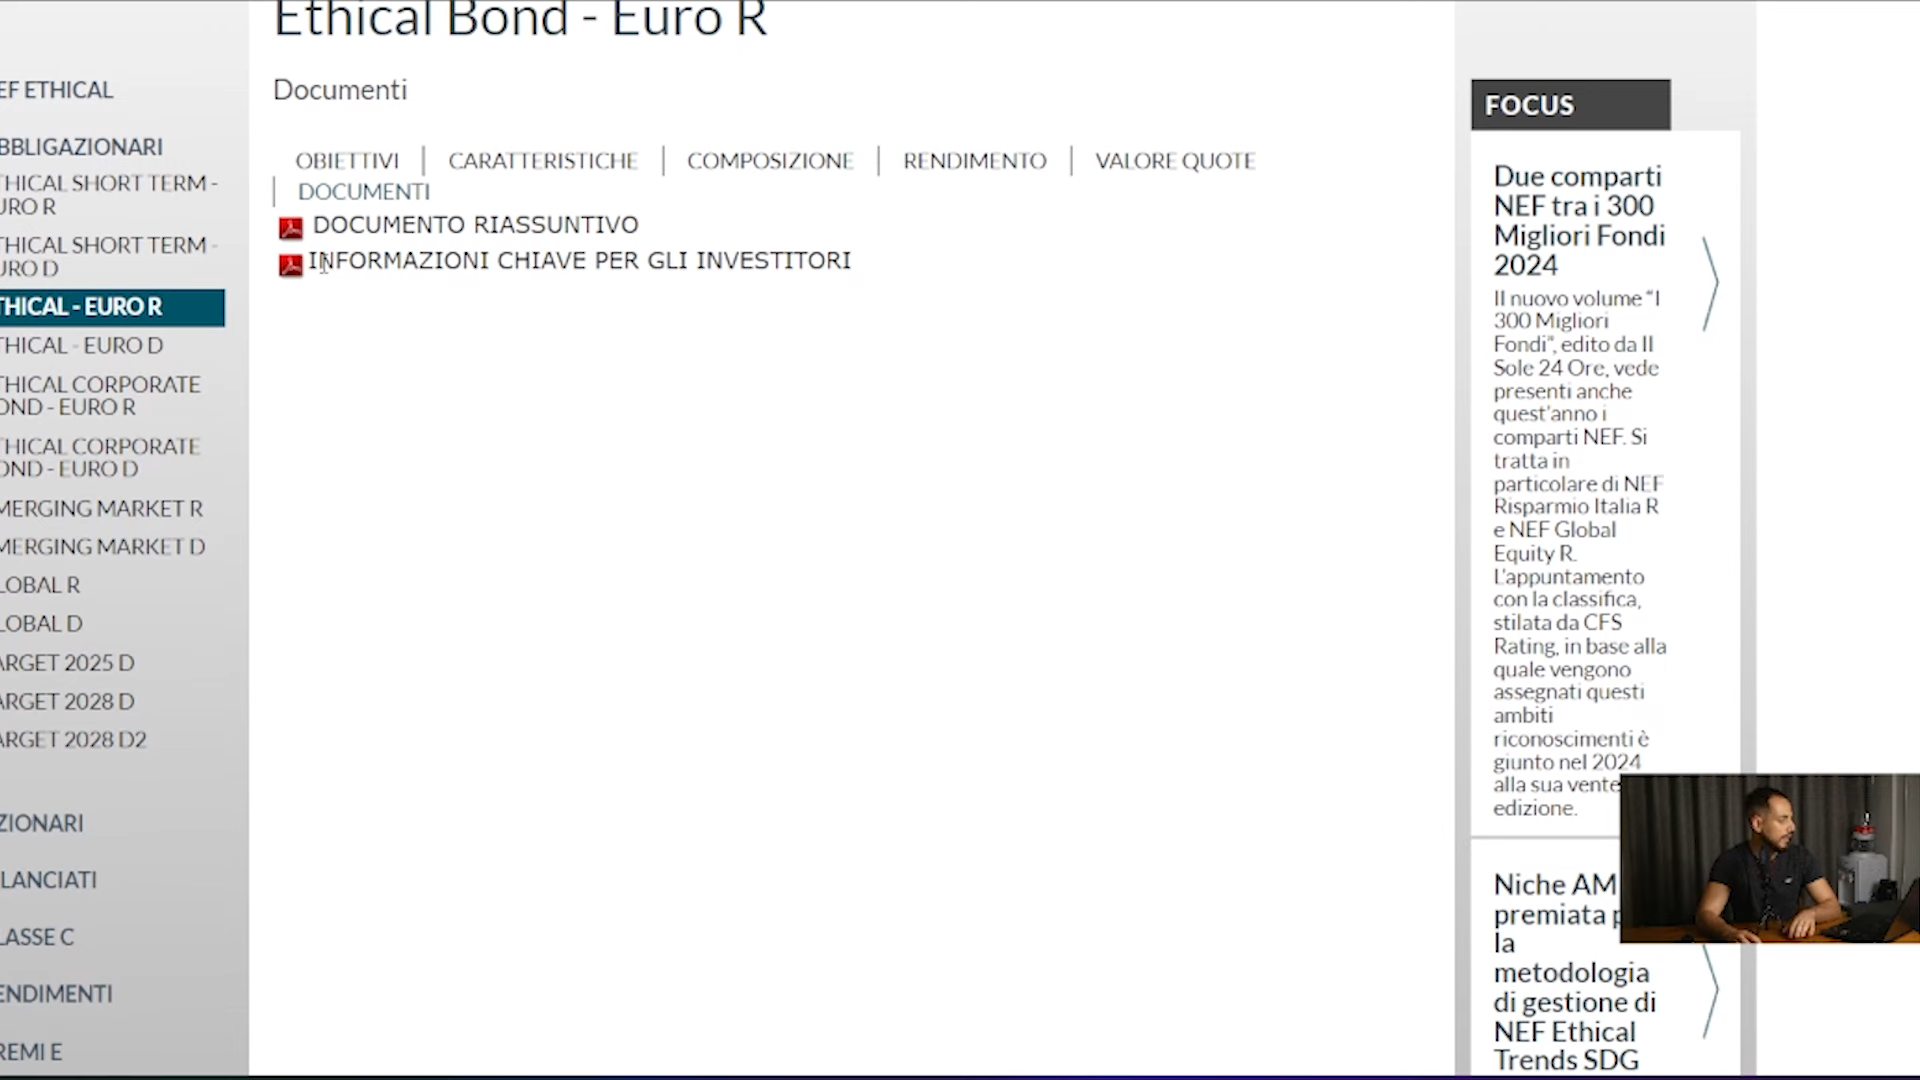 Ethical Bond - Euro R
EF ETHICAL
BBLIGAZIONARI
THICAL SHORT TERM -
URO R
THICAL SHORT TERM -
URO D
THICAL - EURO R
THICAL - EURO D
THICAL CORPORATE
OND - EURO R
THICAL CORPORATE
OND - EURO D
MERGING MARKET R
MERGING MARKET D
LOBAL R
LOBAL D
ARGET 2025 D
ARGET 2028 D
ARGET 2028 D2
ZIONARI
LANCIATI
LASSE C
ENDIMENTI
REMI E
Documenti
OBIETTIVI | CARATTERISTICHE | COMPOSIZIONE | RENDIMENTO | VALORE QUOTE
| DOCUMENTI
DOCUMENTO RIASSUNTIVO
INFORMAZIONI CHIAVE PER GLI INVESTITORI
FOCUS
Due comparti
NEF tra i 300
Migliori Fondi
2024
Il nuovo volume “I
300 Migliori
Fondi”, edito da Il
Sole 24 Ore, vede
presenti anche
quest'anno i
comparti NEF. Si
tratta in
particolare di NEF
Risparmio Italia R
e NEF Global
Equity R.
L'appuntamento
con la classifica,
stilata da CFS
Rating, in base alla
quale vengono
assegnati questi
ambiti
riconoscimenti è
giunto nel 2024
alla sua vente
edizione.
Niche AM
premiata p
la
metodologia
di gestione di
NEF Ethical
Trends SDG